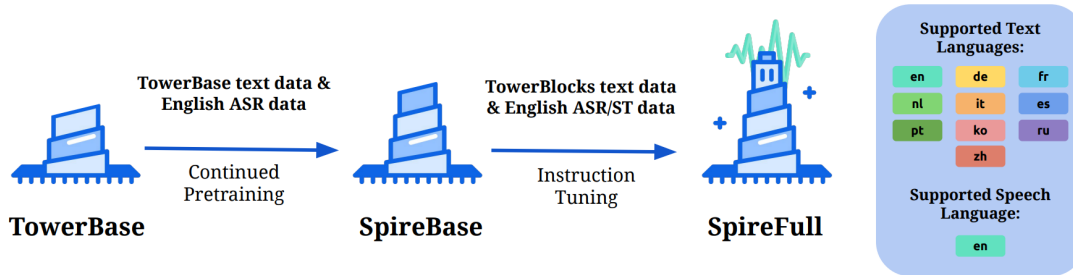 TowerBase text data &
English ASR data
Continued
Pretraining
TowerBlocks text data
& English ASR/ST data
Instruction
Tuning
TowerBase
SpireBase
SpireFull
Supported Text
Languages:
en de fr
nl it es
pt ko ru
zh
Supported Speech
Language:
en